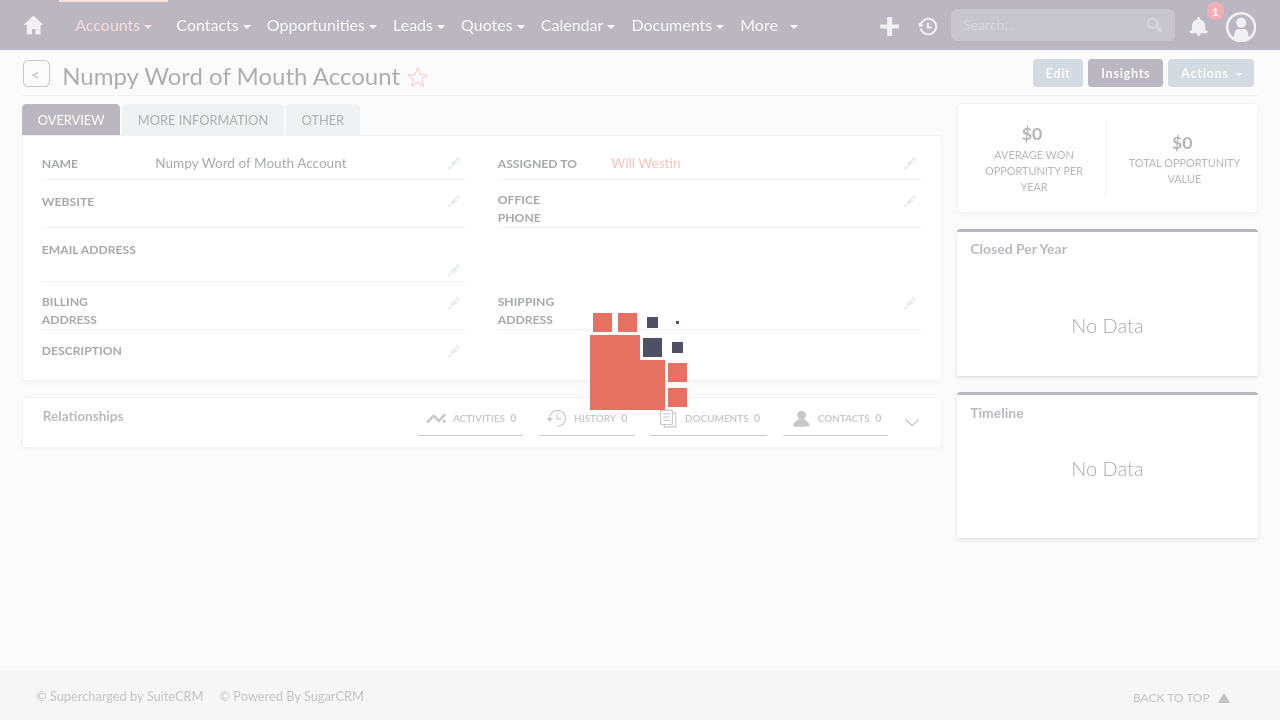 Accounts Contacts Opportunities Leads Quotes Calendar Documents More Search... 1
< Numpy Word of Mouth Account Edit Insights Actions
OVERVIEW MORE INFORMATION OTHER
NAME Numpy Word of Mouth Account ASSIGNED TO Will Westin
WEBSITE OFFICE
PHONE
EMAIL ADDRESS
BILLING
ADDRESS
SHIPPING
ADDRESS
DESCRIPTION
Relationships ACTIVITIES 0 HISTORY 0 DOCUMENTS 0 CONTACTS 0
$0
AVERAGE WON
OPPORTUNITY PER
YEAR
$0
TOTAL OPPORTUNITY
VALUE
Closed Per Year
No Data
Timeline
No Data
© Supercharged by SuiteCRM © Powered By SugarCRM BACK TO TOP